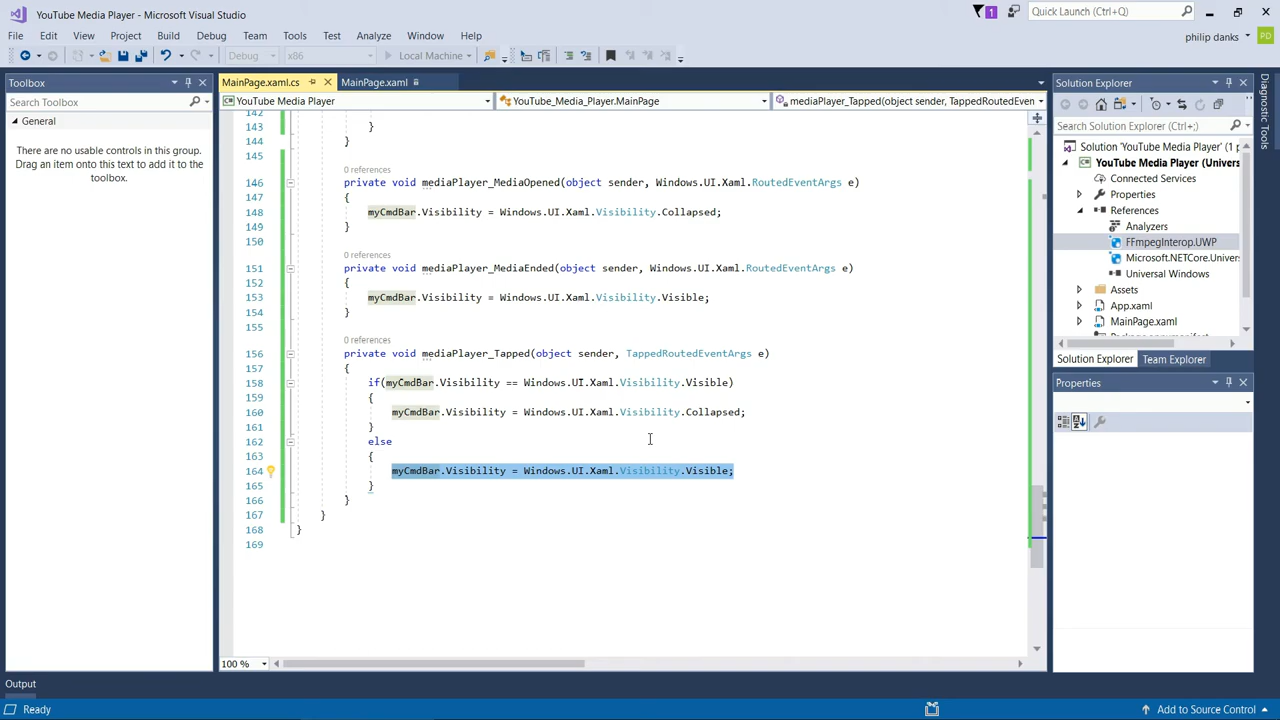 YouTube Media Player - Microsoft Visual Studio
1
Quick Launch (Ctrl+Q)
File Edit View Project Build Debug Team Tools Test Analyze Window Help
philip danks
PD
Debug x86 Local Machine
Toolbox
Search Toolbox
General
There are no usable controls in this group.
Drag an item onto this text to add it to the
toolbox.
MainPage.xaml.cs MainPage.xaml
YouTube Media Player YouTube_Media_Player.MainPage mediaPlayer_Tapped(object sender, TappedRoutedEven
142
143 }
144 }
145
0 references
146 private void mediaPlayer_MediaOpened(object sender, Windows.UI.Xaml.RoutedEventArgs e)
147 {
148 myCmdBar.Visibility = Windows.UI.Xaml.Visibility.Collapsed;
149 }
150
0 references
151 private void mediaPlayer_MediaEnded(object sender, Windows.UI.Xaml.RoutedEventArgs e)
152 {
153 myCmdBar.Visibility = Windows.UI.Xaml.Visibility.Visible;
154 }
155
0 references
156 private void mediaPlayer_Tapped(object sender, TappedRoutedEventArgs e)
157 {
158 if(myCmdBar.Visibility == Windows.UI.Xaml.Visibility.Visible)
159 {
160 myCmdBar.Visibility = Windows.UI.Xaml.Visibility.Collapsed;
161 }
162 else
163 {
164 myCmdBar.Visibility = Windows.UI.Xaml.Visibility.Visible;
165 }
166 }
167 }
168 }
169
100 %
Solution Explorer
Search Solution Explorer (Ctrl+;)
Solution 'YouTube Media Player' (1 p
YouTube Media Player (Univers
Connected Services
Properties
References
Analyzers
FFmpegInterop.UWP
Microsoft.NETCore.Univers
Universal Windows
Assets
App.xaml
MainPage.xaml
Solution Explorer Team Explorer
Properties
Diagnostic Tools
Output
Ready
Add to Source Control